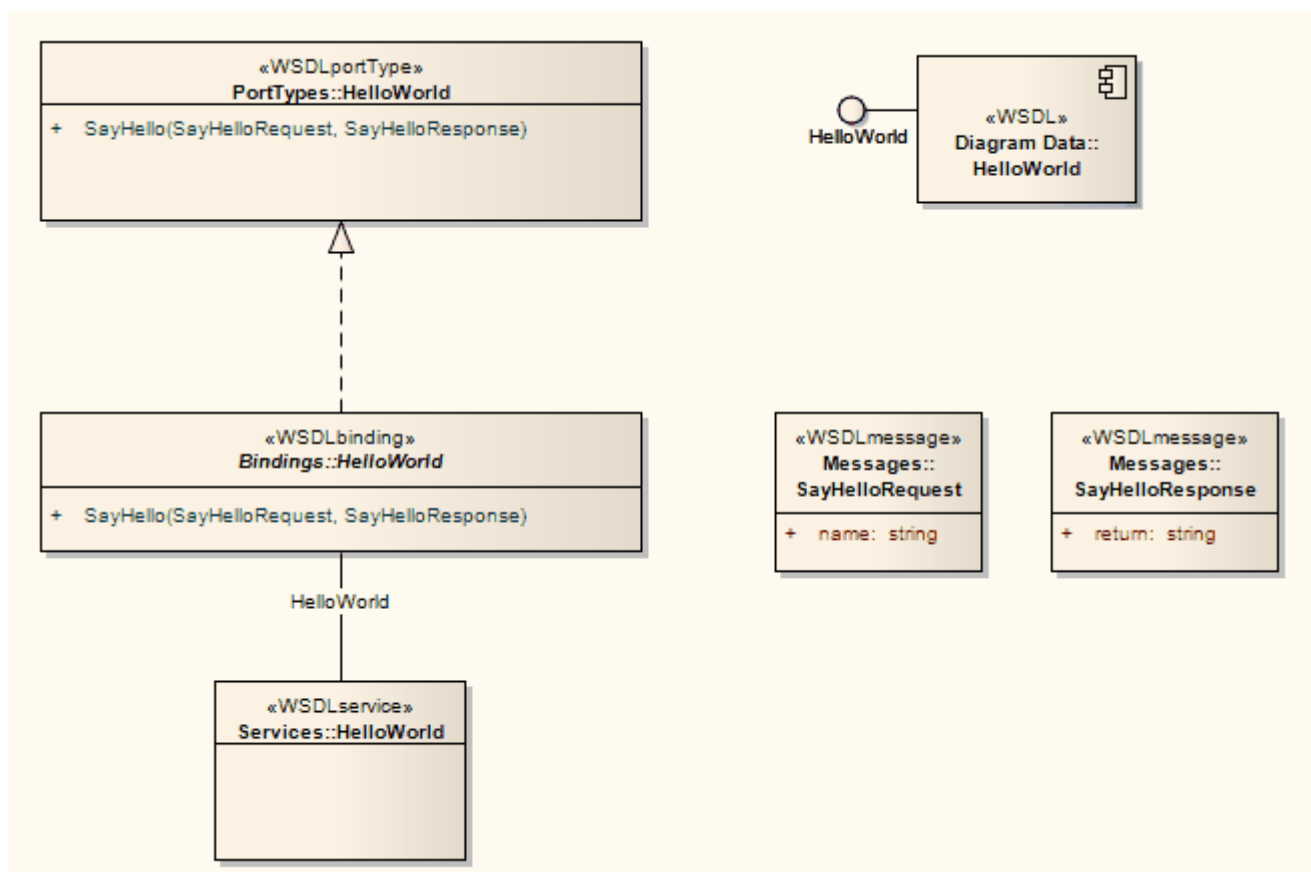 «WSDLportType»
PortTypes::HelloWorld
+ SayHello(SayHelloRequest, SayHelloResponse)
HelloWorld
«WSDL»
Diagram Data::
HelloWorld
«WSDLbinding»
Bindings::HelloWorld
+ SayHello(SayHelloRequest, SayHelloResponse)
«WSDLmessage»
Messages::
SayHelloRequest
+ name: string
«WSDLmessage»
Messages::
SayHelloResponse
+ return: string
HelloWorld
«WSDLservice»
Services::HelloWorld